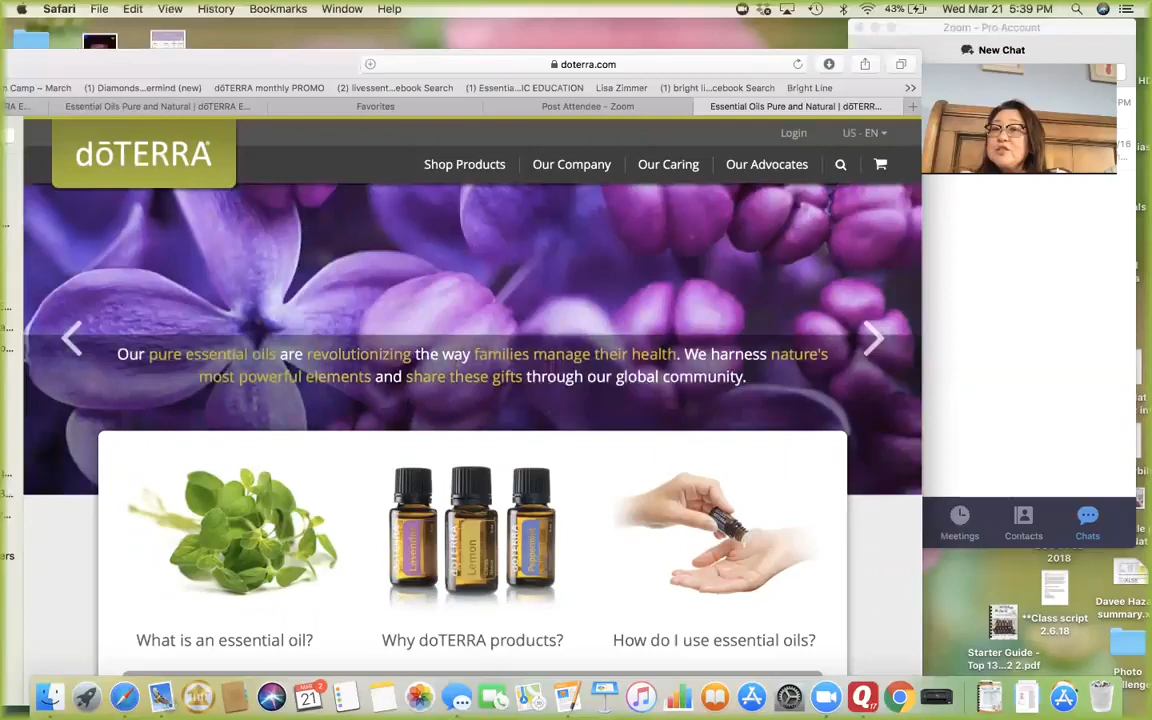 Safari File Edit View History Bookmarks Window Help 43% Wed Mar 21 5:39 PM
Zoom - Pro Account
New Chat
doterra.com
m Camp ~ March (1) Diamonds...ermind (new) dōTERRA monthly PROMO (2) livessent...ebook Search (1) Essentia...IC EDUCATION Lisa Zimmer (1) bright li...cebook Search Bright Line
RA E... Essential Oils Pure and Natural | dōTERRA E... Favorites Post Attendee - Zoom Essential Oils Pure and Natural | dōTERR...
Login US - EN
dōTERRA
Shop Products Our Company Our Caring Our Advocates
Our pure essential oils are revolutionizing the way families manage their health. We harness nature's
most powerful elements and share these gifts through our global community.
Lavender Lemon Peppermint
What is an essential oil? Why doTERRA products? How do I use essential oils?
Meetings Contacts Chats
2018
**Class script
2.6.18
Davee Haz
summary.x
Starter Guide -
Top 13...2 2.pdf
Photo
llenge